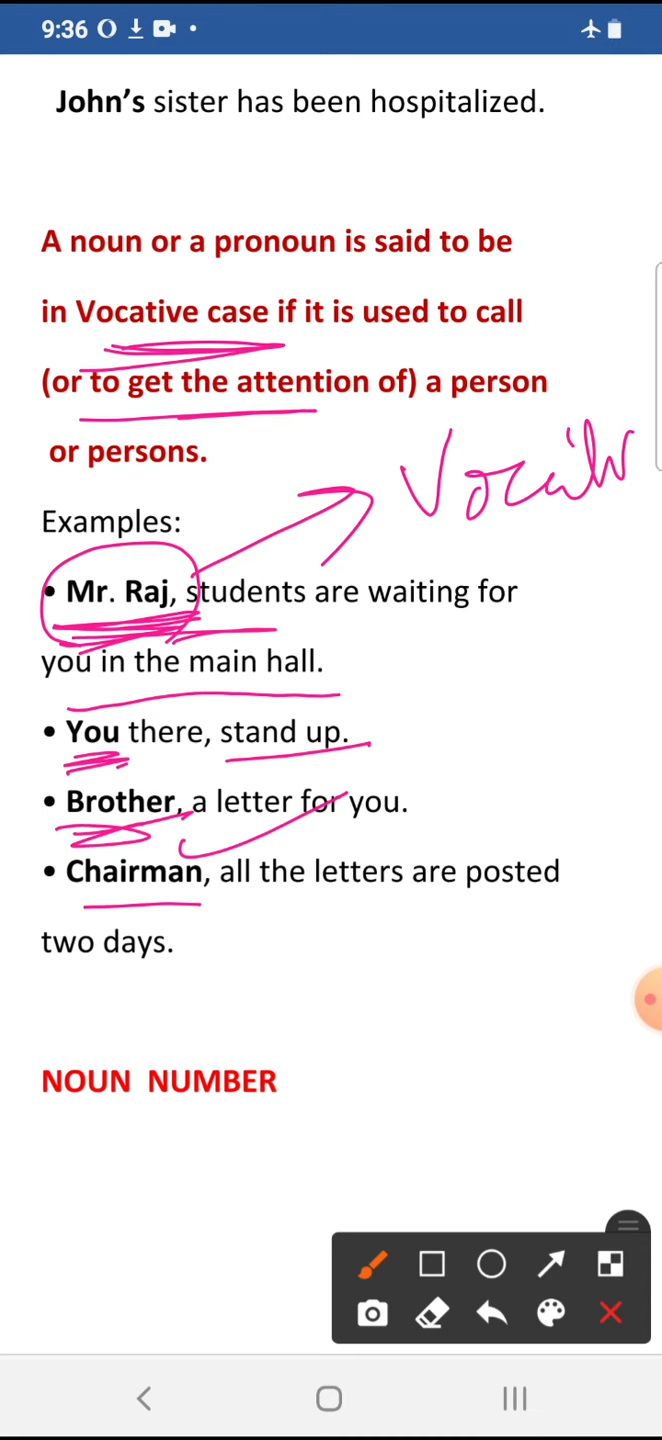 9:36
John’s sister has been hospitalized.
A noun or a pronoun is said to be
in Vocative case if it is used to call
(or to get the attention of) a person
or persons.
Examples:
• Mr. Raj, students are waiting for
you in the main hall.
• You there, stand up.
• Brother, a letter for you.
• Chairman, all the letters are posted
two days.
NOUN NUMBER